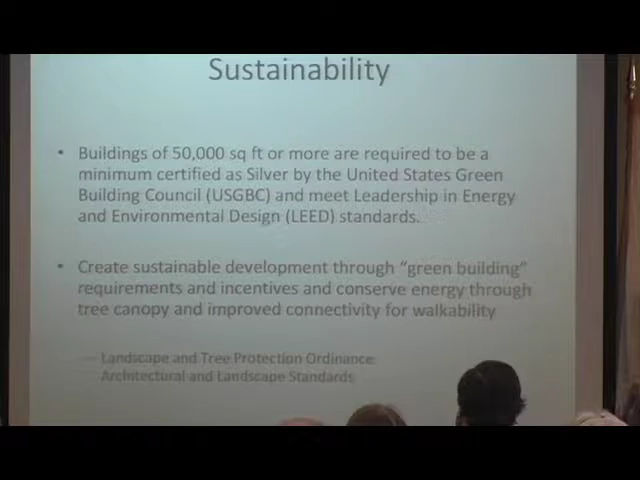 Sustainability
• Buildings of 50,000 sq ft or more are required to be a
minimum certified as Silver by the United States Green
Building Council (USGBC) and meet Leadership in Energy
and Environmental Design (LEED) standards.
• Create sustainable development through “green building”
requirements and incentives and conserve energy through
tree canopy and improved connectivity for walkability
— Landscape and Tree Protection Ordinance
Architectural and Landscape Standards